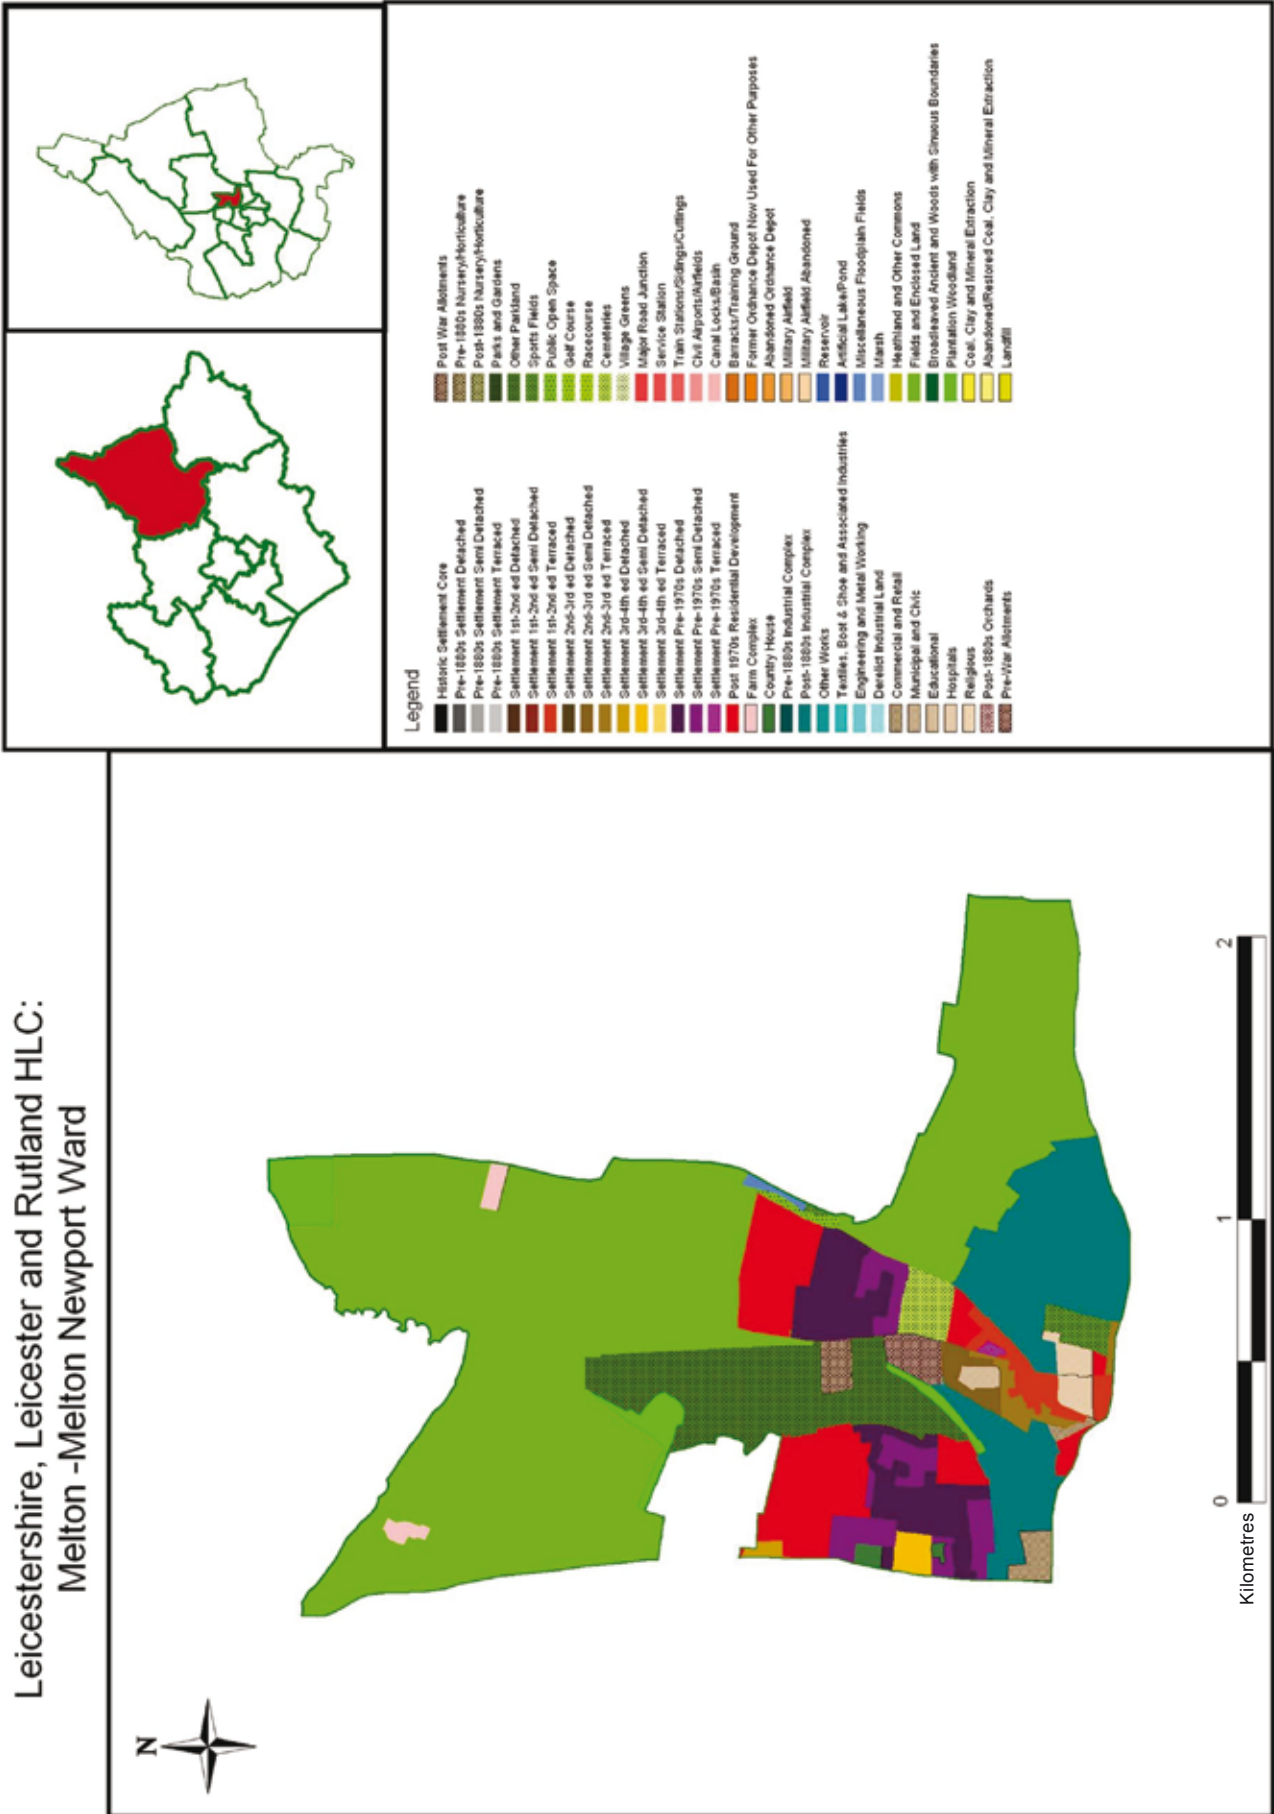 Leicestershire, Leicester and Rutland HLC:
Melton -Melton Newport Ward
N
Kilometres
0
1
2
Legend
Historic Settlement Core
Pre-1880s Settlement Detached
Pre-1880s Settlement Semi Detached
Pre-1880s Settlement Terraced
Settlement 1st-2nd ed Detached
Settlement 1st-2nd ed Semi Detached
Settlement 1st-2nd ed Terraced
Settlement 2nd-3rd ed Detached
Settlement 2nd-3rd ed Semi Detached
Settlement 2nd-3rd ed Terraced
Settlement 3rd-4th ed Detached
Settlement 3rd-4th ed Semi Detached
Settlement 3rd-4th ed Terraced
Settlement Pre-1970s Detached
Settlement Pre-1970s Semi Detached
Settlement Pre-1970s Terraced
Post 1970s Residential Development
Farm Complex
Country House
Pre-1880s Industrial Complex
Post-1880s Industrial Complex
Other Works
Textiles, Boot & Shoe and Associated Industries
Engineering and Metal Working
Derelict Industrial Land
Commercial and Retail
Municipal and Civic
Educational
Hospitals
Religious
Post-1880s Orchards
Pre-War Allotments
Post War Allotments
Pre-1880s Nursery/Horticulture
Post-1880s Nursery/Horticulture
Parks and Gardens
Other Parkland
Sports Fields
Public Open Space
Golf Course
Racecourse
Cemeteries
Village Greens
Major Road Junction
Service Station
Train Stations/Sidings/Cuttings
Civil Airports/Airfields
Canal Locks/Basin
Barracks/Training Ground
Former Ordnance Depot Now Used For Other Purposes
Abandoned Ordnance Depot
Military Airfield
Military Airfield Abandoned
Reservoir
Artificial Lake/Pond
Miscellaneous Floodplain Fields
Marsh
Heathland and Other Commons
Fields and Enclosed Land
Broadleaved Ancient and Woods with Sinuous Boundaries
Plantation Woodland
Coal, Clay and Mineral Extraction
Abandoned/Restored Coal, Clay and Mineral Extraction
Landfill